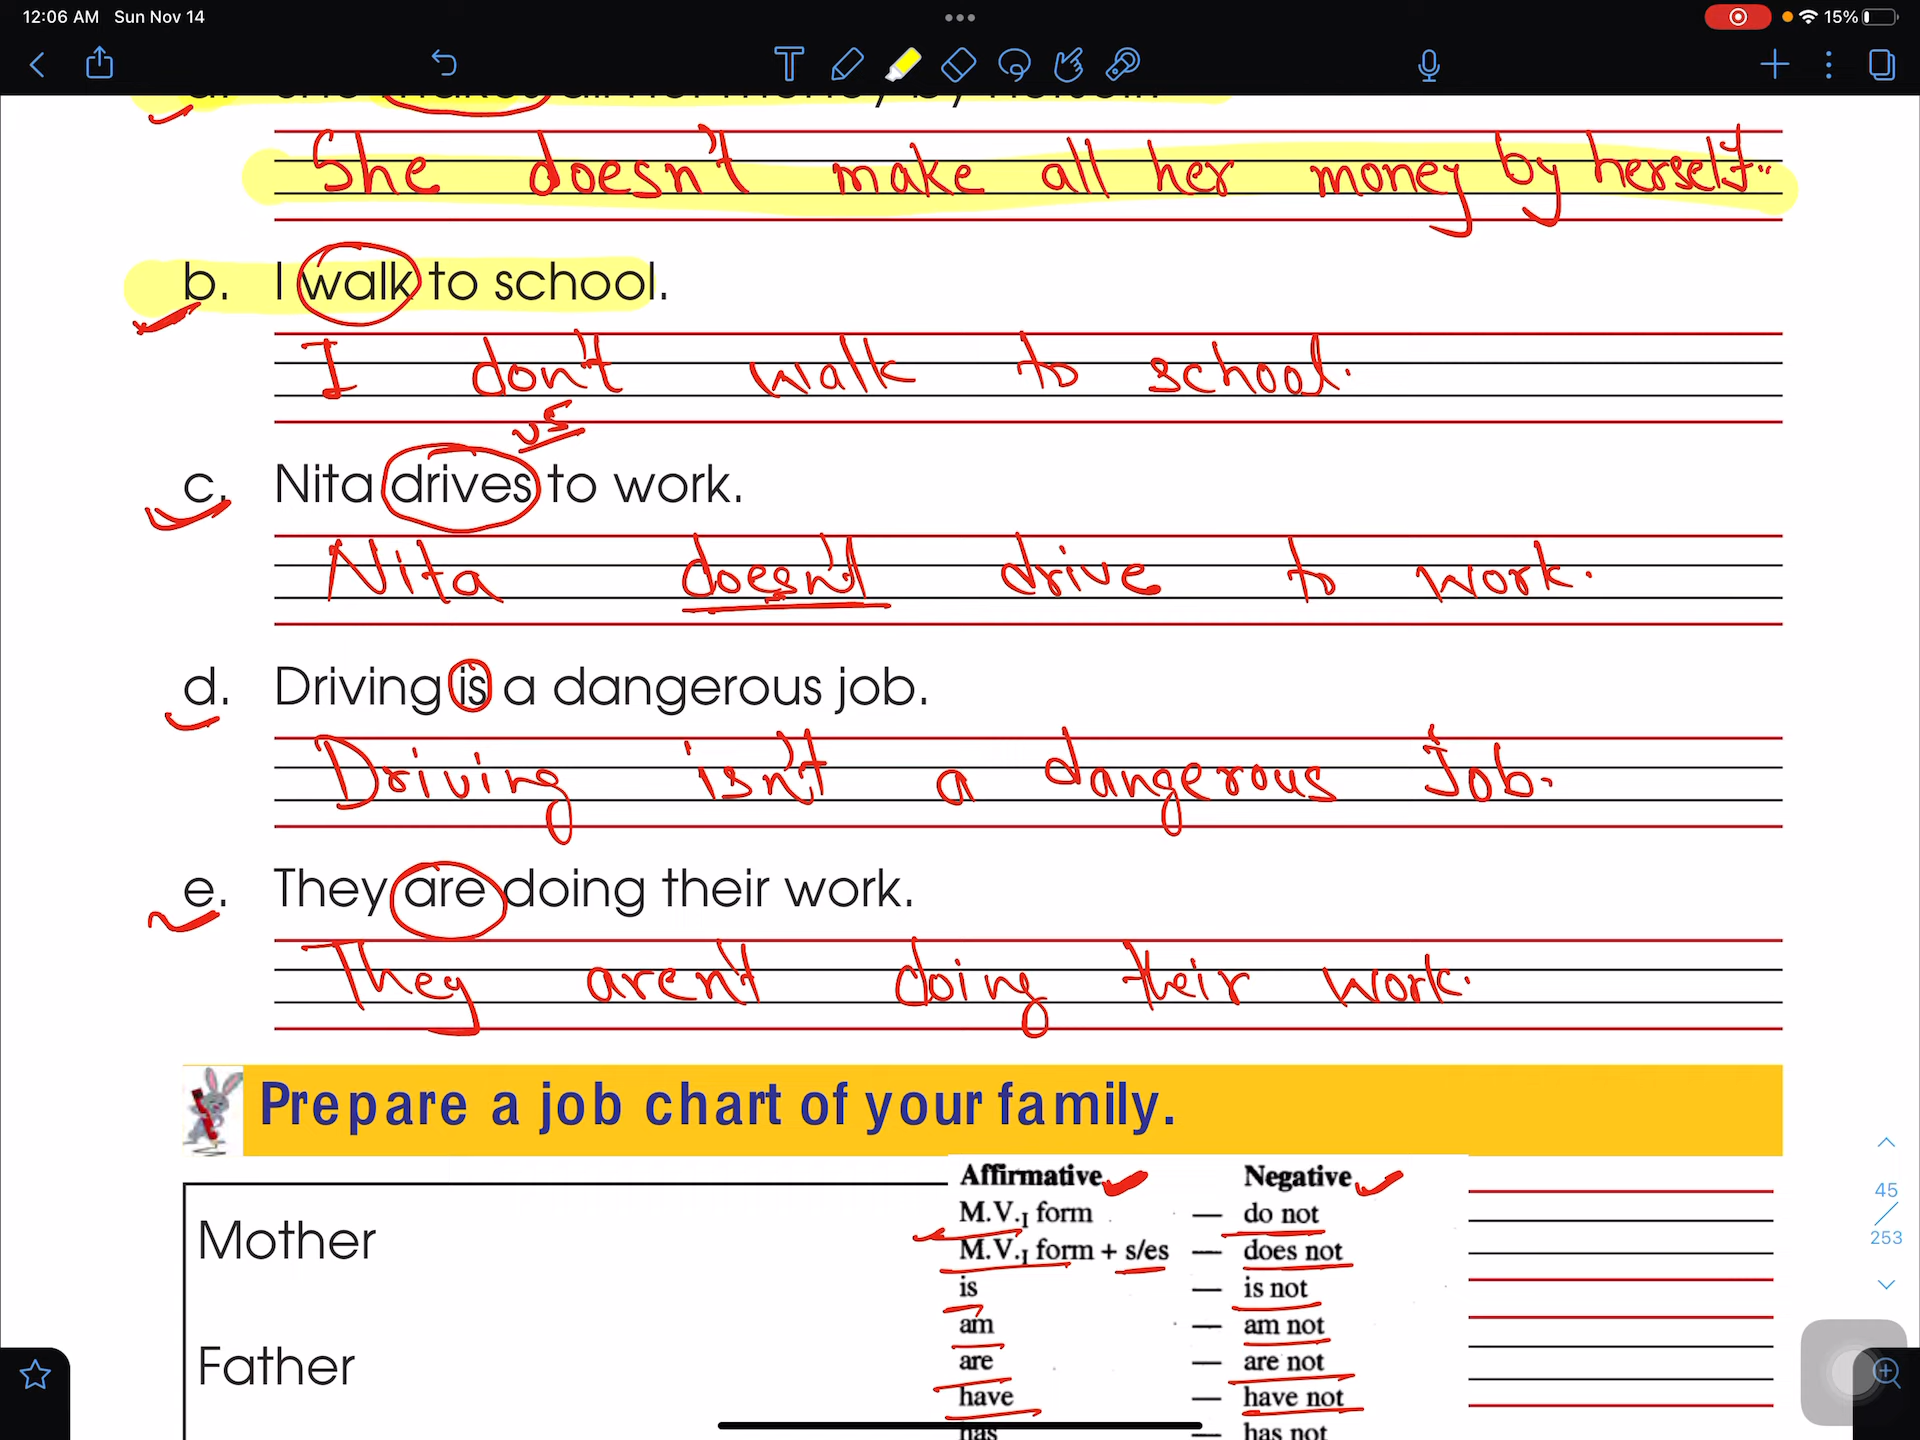 12:06 AM Sun Nov 14
15%
She doesn't make all her money by herself.
b. I walk to school.
I don't walk to school.
vs
c. Nita drives to work.
Nita doesn't drive to work.
d. Driving is a dangerous job.
Driving isn't a dangerous Job.
e. They are doing their work.
They aren't doing their work.
Prepare a job chart of your family.
Affirmative Negative
M.V.I form — do not
Mother
M.V.I form + s/es — does not
is — is not
am — am not
Father
are — are not
have — have not
has — has not
45
/
253